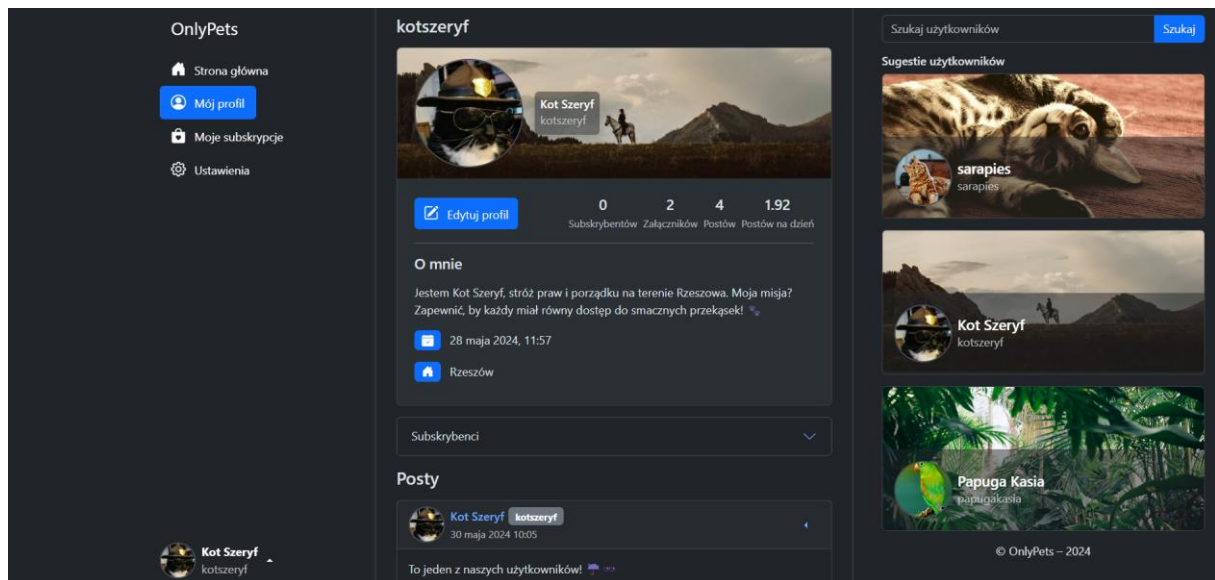 OnlyPets
Strona główna
Mój profil
Moje subskrypcje
Ustawienia
Kot Szeryf
kotszeryf
kotszeryf
Kot Szeryf
kotszeryf
Edytuj profil
0 2 4 1.92
Subskrybentów Załączników Postów Postów na dzień
O mnie
Jestem Kot Szeryf, stróż praw i porządku na terenie Rzeszowa. Moja misja?
Zapewnić, by każdy miał równy dostęp do smacznych przekąsek! 🐾
28 maja 2024, 11:57
Rzeszów
Subskrybenci
Posty
Kot Szeryf kotszeryf
30 maja 2024 10:05
To jeden z naszych użytkowników!
Szukaj użytkowników Szukaj
Sugestie użytkowników
sarapies
sarapies
Kot Szeryf
kotszeryf
Papuga Kasia
papugakasia
© OnlyPets – 2024